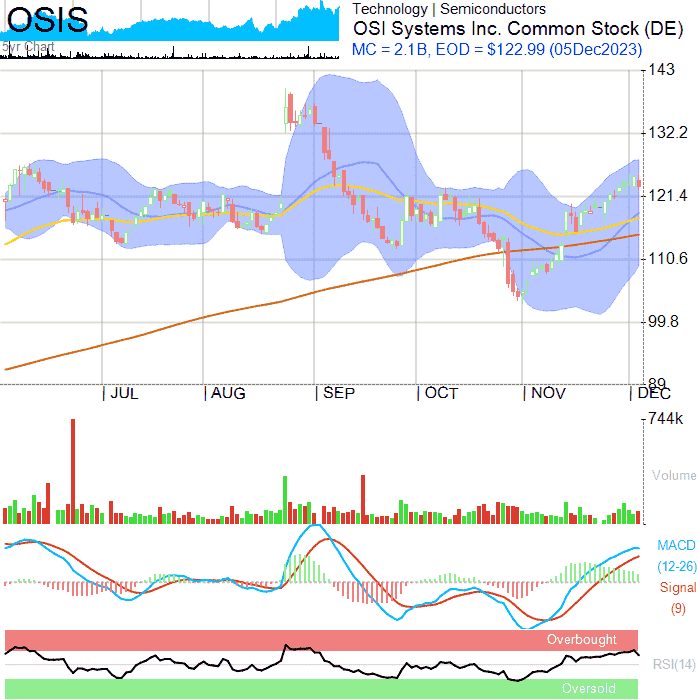 OSIS
5yr Chart
Technology | Semiconductors
OSI Systems Inc. Common Stock (DE)
MC = 2.1B, EOD = $122.99 (05Dec2023)
143
132.2
121.4
110.6
99.8
89
JUL
AUG
SEP
OCT
NOV
DEC
744k
Volume
MACD
(12-26)
Signal
(9)
Overbought
RSI(14)
Oversold